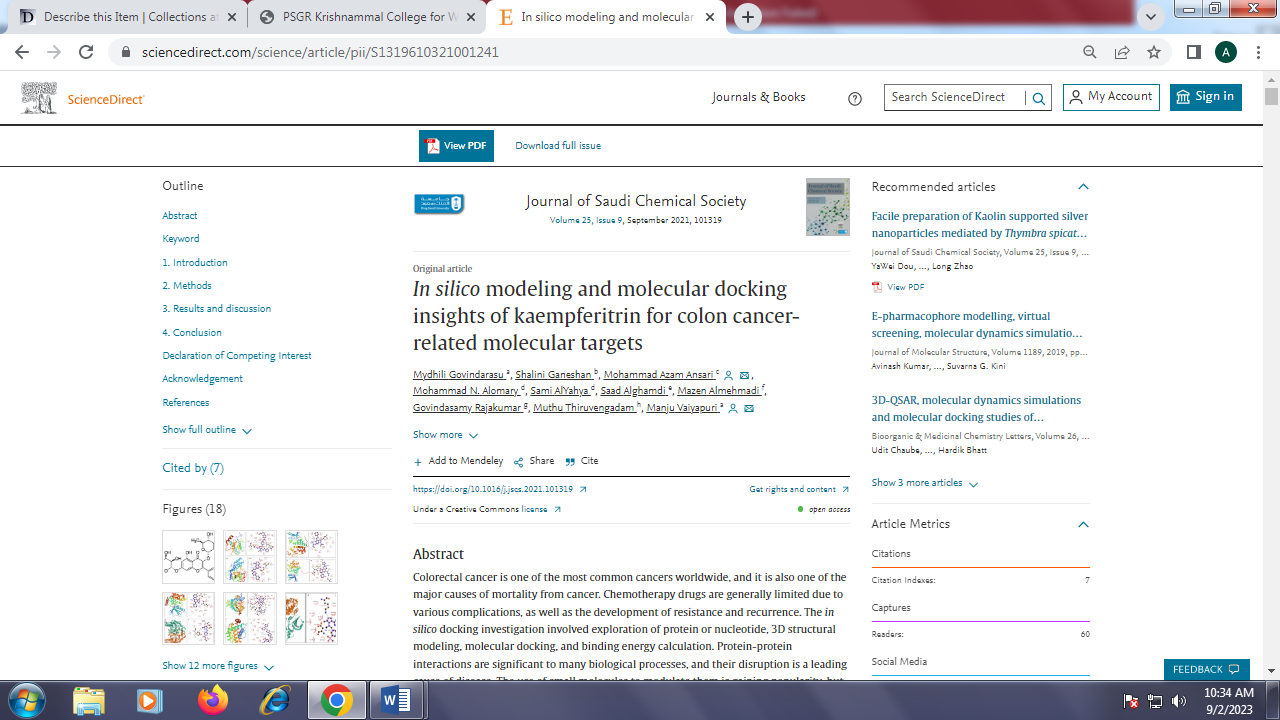 Describe this Item | Collections at
PSGR Krishnammal College for W
In silico modeling and molecular
sciencedirect.com/science/article/pii/S1319610321001241
A
ScienceDirect
Journals & Books
Search ScienceDirect
My Account
Sign in
View PDF
Download full issue
Outline
Abstract
Keyword
1. Introduction
2. Methods
3. Results and discussion
4. Conclusion
Declaration of Competing Interest
Acknowledgement
References
Show full outline
Cited by (7)
Figures (18)
Show 12 more figures
Journal of Saudi Chemical Society
Volume 25, Issue 9, September 2021, 101319
Original article
In silico modeling and molecular docking
insights of kaempferitrin for colon cancer-
related molecular targets
Mydhili Govindarasu a, Shalini Ganeshan b, Mohammad Azam Ansari c,
Mohammad N. Alomary d, Sami AlYahya d, Saad Alghamdi e, Mazen Almehmadi f,
Govindasamy Rajakumar g, Muthu Thiruvengadam h, Manju Vaiyapuri a
Show more
+ Add to Mendeley Share Cite
https://doi.org/10.1016/j.jscs.2021.101319
Get rights and content
Under a Creative Commons license
open access
Abstract
Colorectal cancer is one of the most common cancers worldwide, and it is also one of the
major causes of mortality from cancer. Chemotherapy drugs are generally limited due to
various complications, as well as the development of resistance and recurrence. The in
silico docking investigation involved exploration of protein or nucleotide, 3D structural
modeling, molecular docking, and binding energy calculation. Protein-protein
interactions are significant to many biological processes, and their disruption is a leading
cause of disease. The use of small molecules to modulate them is gaining popularity, but
Recommended articles
Facile preparation of Kaolin supported silver
nanoparticles mediated by Thymbra spicat…
Journal of Saudi Chemical Society, Volume 25, Issue 9, …
YaWei Dou, …, Long Zhao
View PDF
E-pharmacophore modelling, virtual
screening, molecular dynamics simulatio…
Journal of Molecular Structure, Volume 1189, 2019, pp…
Avinash Kumar, …, Suvarna G. Kini
3D-QSAR, molecular dynamics simulations
and molecular docking studies of…
Bioorganic & Medicinal Chemistry Letters, Volume 26, …
Udit Chaube, …, Hardik Bhatt
Show 3 more articles
Article Metrics
Citations
Citation Indexes: 7
Captures
Readers: 60
Social Media
FEEDBACK
10:34 AM
9/2/2023